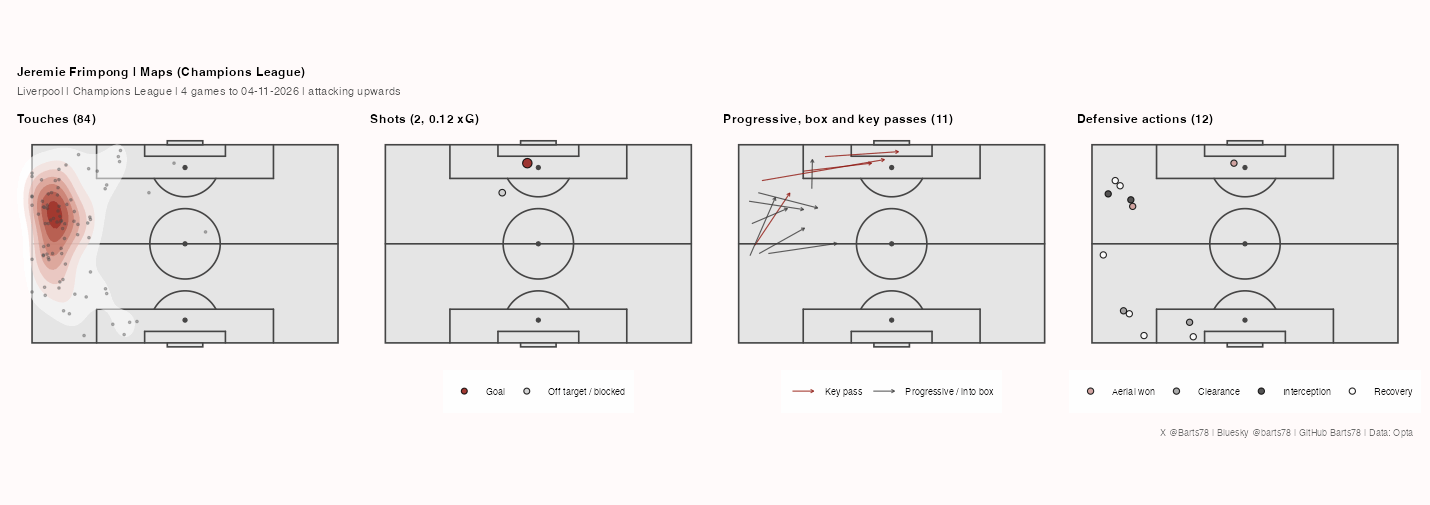 Jeremie Frimpong | Maps (Champions League)
Liverpool | Champions League | 4 games to 04-11-2026 | attacking upwards
Touches (84)
Shots (2, 0.12 xG)
Progressive, box and key passes (11)
Defensive actions (12)
Goal
Off target / blocked
Key pass
Progressive / into box
Aerial won
Clearance
Interception
Recovery
X @Barts78 | Bluesky @barts78 | GitHub Barts78 | Data: Opta